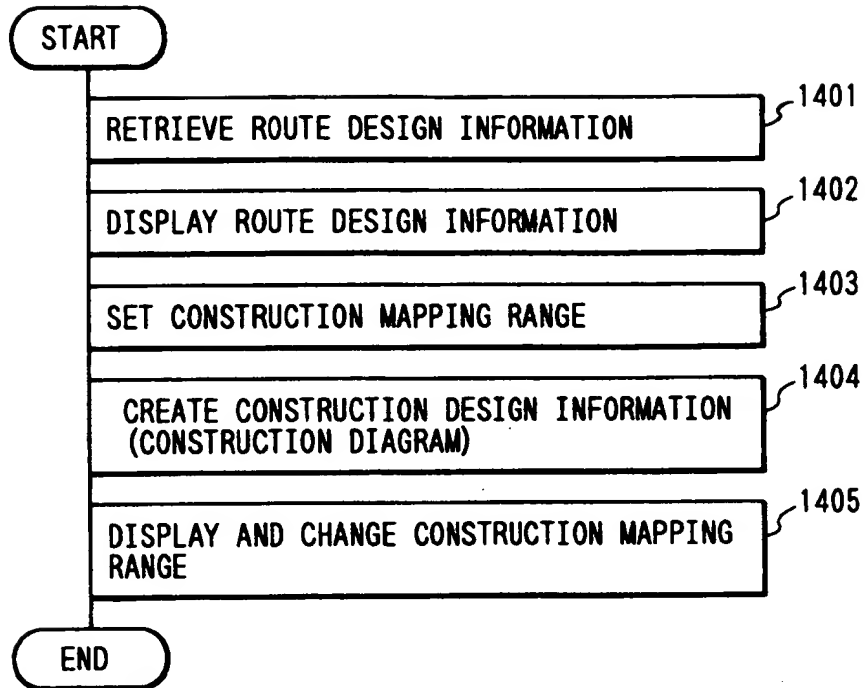 START
1401
RETRIEVE ROUTE DESIGN INFORMATION
1402
DISPLAY ROUTE DESIGN INFORMATION
1403
SET CONSTRUCTION MAPPING RANGE
1404
CREATE CONSTRUCTION DESIGN INFORMATION
(CONSTRUCTION DIAGRAM)
1405
DISPLAY AND CHANGE CONSTRUCTION MAPPING
RANGE
END